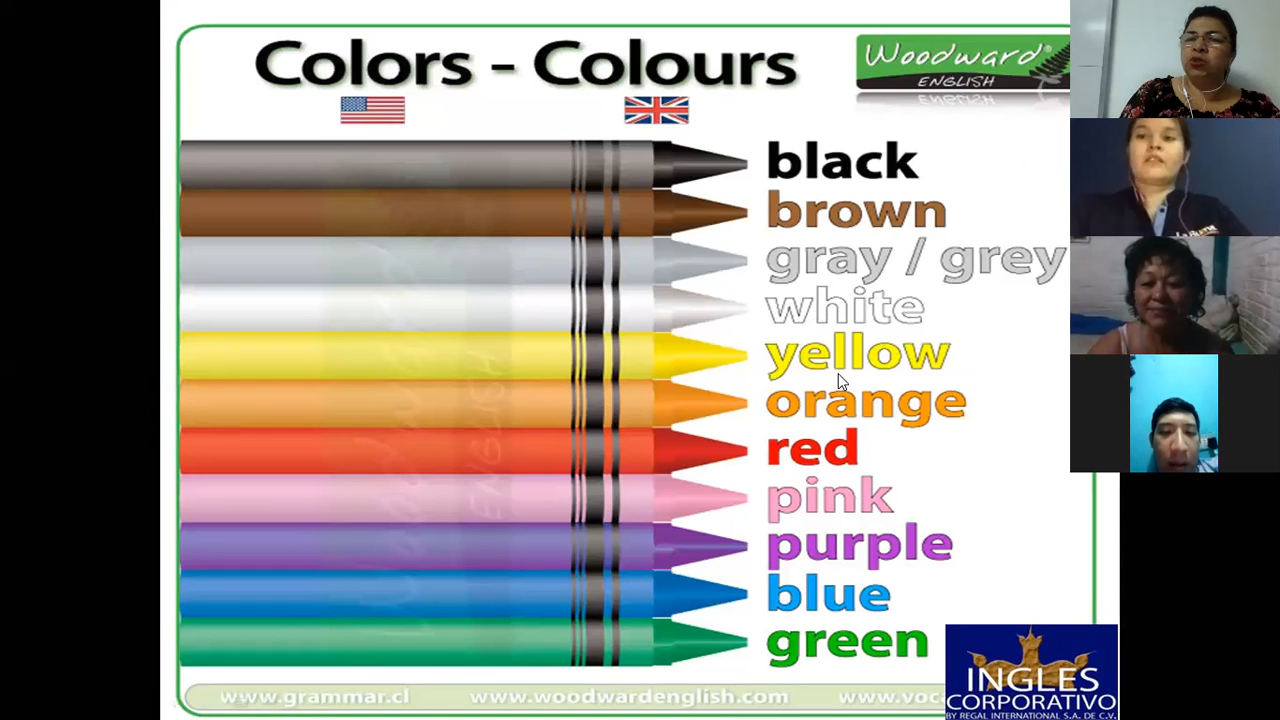 Colors - Colours
Woodward®
ENGLISH
black
brown
gray / grey
white
yellow
orange
red
pink
purple
blue
green
www.grammar.cl www.woodwardenglish.com
INGLES
CORPORATIVO
BY REGAL INTERNATIONAL S.A. DE C.V.